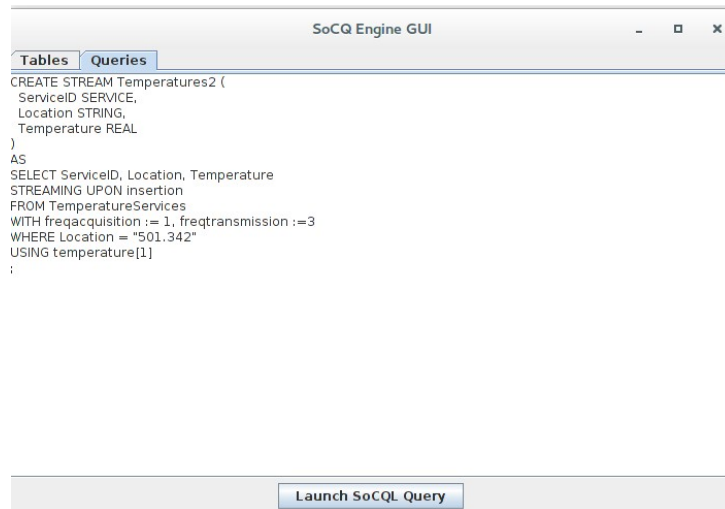 SoCQ Engine GUI
Tables Queries
CREATE STREAM Temperatures2 (
ServiceID SERVICE,
Location STRING,
Temperature REAL
)
AS
SELECT ServiceID, Location, Temperature
STREAMING UPON insertion
FROM TemperatureServices
WITH freqacquisition := 1, freqtransmission :=3
WHERE Location = "501.342"
USING temperature[1]
;
Launch SoCQL Query